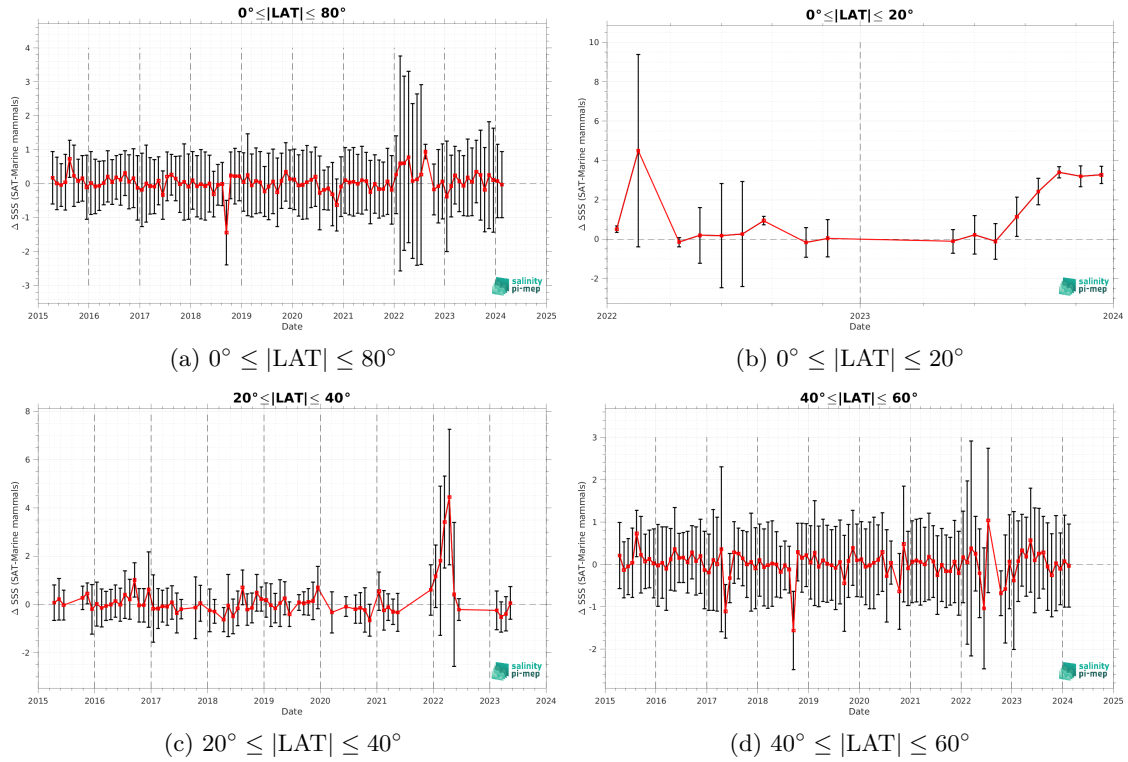 0°≤|LAT|≤ 80°
Δ SSS (SAT-Marine mammals)
4
3
2
1
0
-1
-2
-3
2015 2016 2017 2018 2019 2020 2021 2022 2023 2024 2025
Date
salinity
pi-mep
(a) 0° ≤ |LAT| ≤ 80°
0°≤|LAT|≤ 20°
Δ SSS (SAT-Marine mammals)
10
8
6
4
2
0
-2
2022 2023 2024
Date
salinity
pi-mep
(b) 0° ≤ |LAT| ≤ 20°
20°≤|LAT|≤ 40°
Δ SSS (SAT-Marine mammals)
8
6
4
2
0
-2
2015 2016 2017 2018 2019 2020 2021 2022 2023 2024
Date
salinity
pi-mep
(c) 20° ≤ |LAT| ≤ 40°
40°≤|LAT|≤ 60°
Δ SSS (SAT-Marine mammals)
3
2
1
0
-1
-2
2015 2016 2017 2018 2019 2020 2021 2022 2023 2024 2025
Date
salinity
pi-mep
(d) 40° ≤ |LAT| ≤ 60°